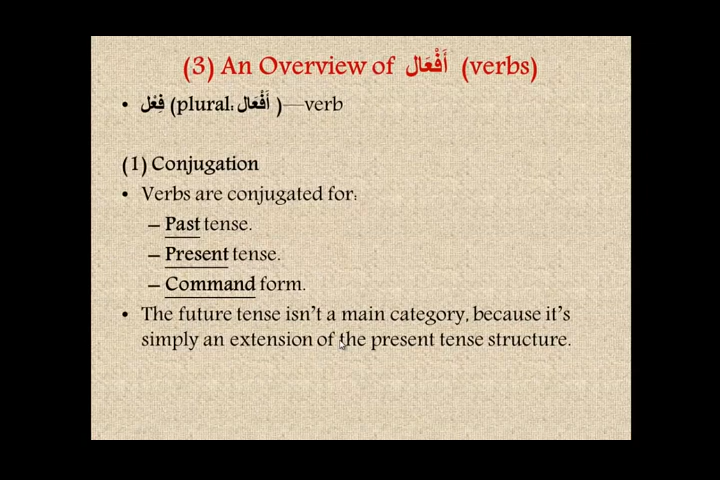 (3) An Overview of أَفْعَال (verbs)
• فِعْل (plural: أَفْعَال )—verb
(1) Conjugation
• Verbs are conjugated for:
– Past tense.
– Present tense.
– Command form.
• The future tense isn't a main category, because it's
simply an extension of the present tense structure.